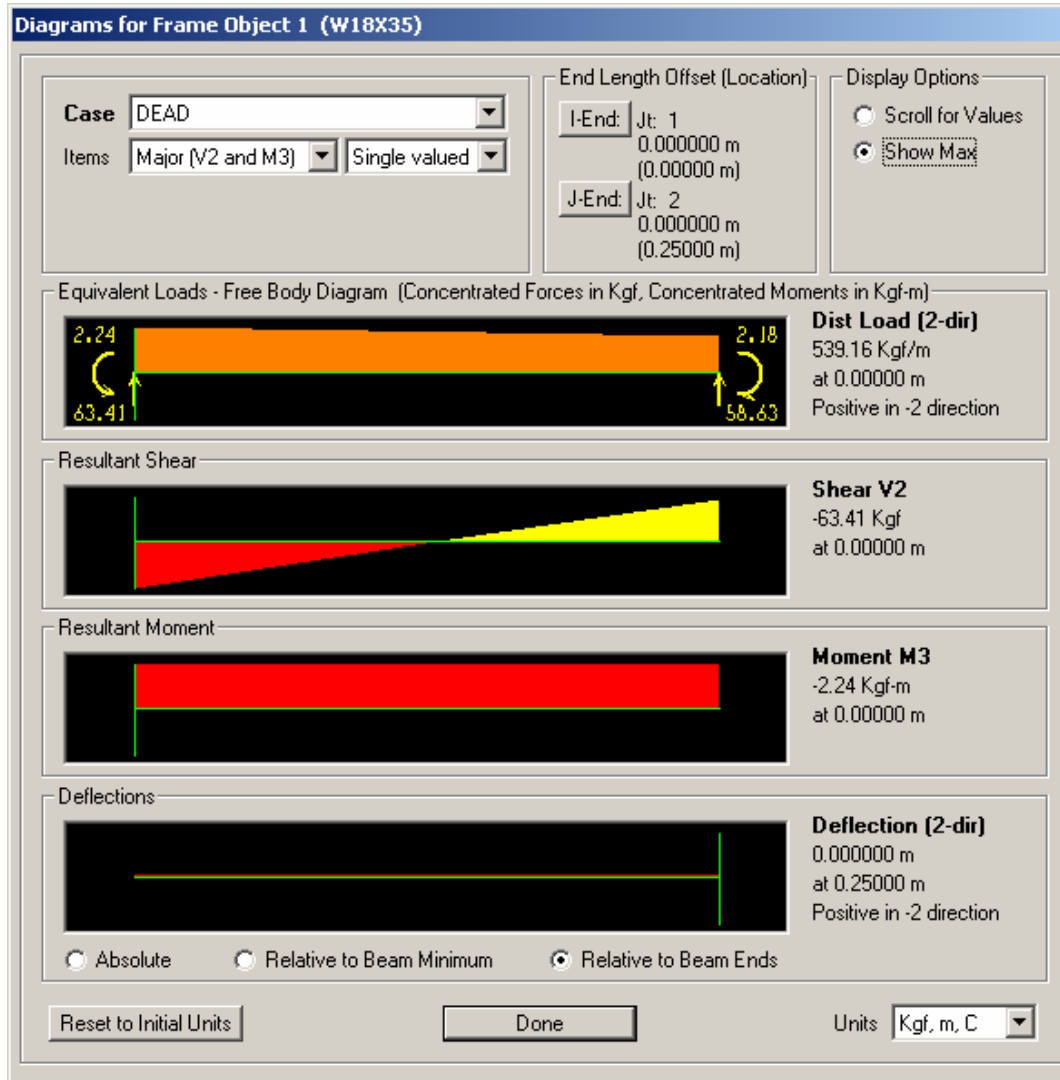 Diagrams for Frame Object 1 (W18X35)
Case DEAD
Items Major (V2 and M3) Single valued
End Length Offset (Location)
I-End: Jt: 1
0.000000 m
(0.00000 m)
J-End: Jt: 2
0.000000 m
(0.25000 m)
Display Options
Scroll for Values
Show Max
Equivalent Loads - Free Body Diagram (Concentrated Forces in Kgf, Concentrated Moments in Kgf-m)
2.24
63.41
2.18
58.63
Dist Load (2-dir)
539.16 Kgf/m
at 0.00000 m
Positive in -2 direction
Resultant Shear
Shear V2
-63.41 Kgf
at 0.00000 m
Resultant Moment
Moment M3
-2.24 Kgf-m
at 0.00000 m
Deflections
Deflection (2-dir)
0.000000 m
at 0.25000 m
Positive in -2 direction
Absolute Relative to Beam Minimum Relative to Beam Ends
Reset to Initial Units Done Units Kgf, m, C